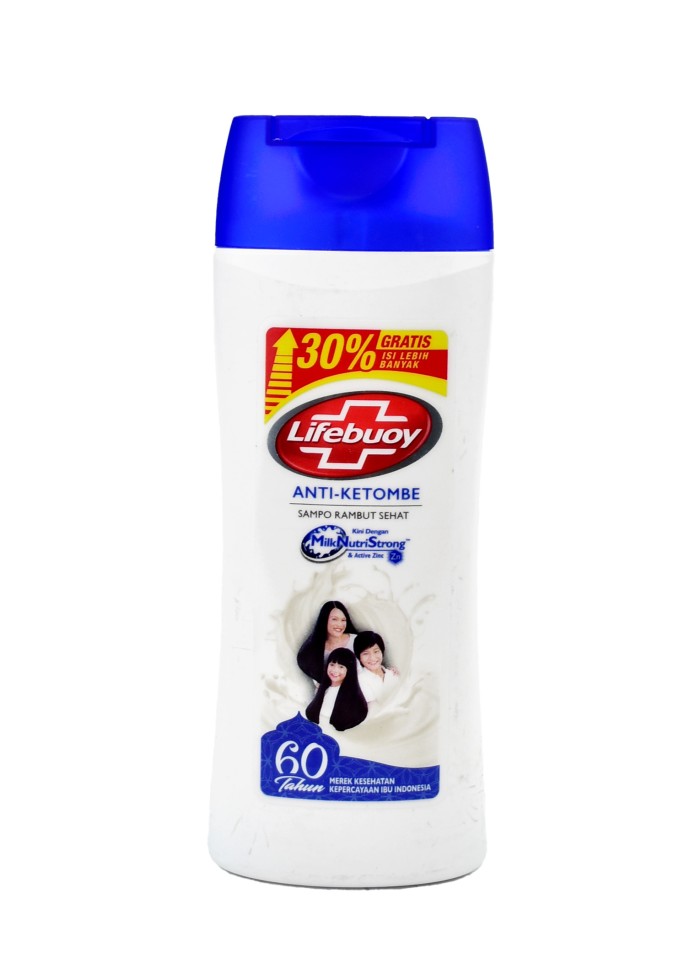 30% GRATIS
ISI LEBIH
BANYAK
Lifebuoy
ANTI-KETOMBE
SAMPO RAMBUT SEHAT
Kini Dengan
MilkNutriStrong™
& Active Zinc Zn
60
Tahun
MEREK KESEHATAN
KEPERCAYAAN IBU INDONESIA